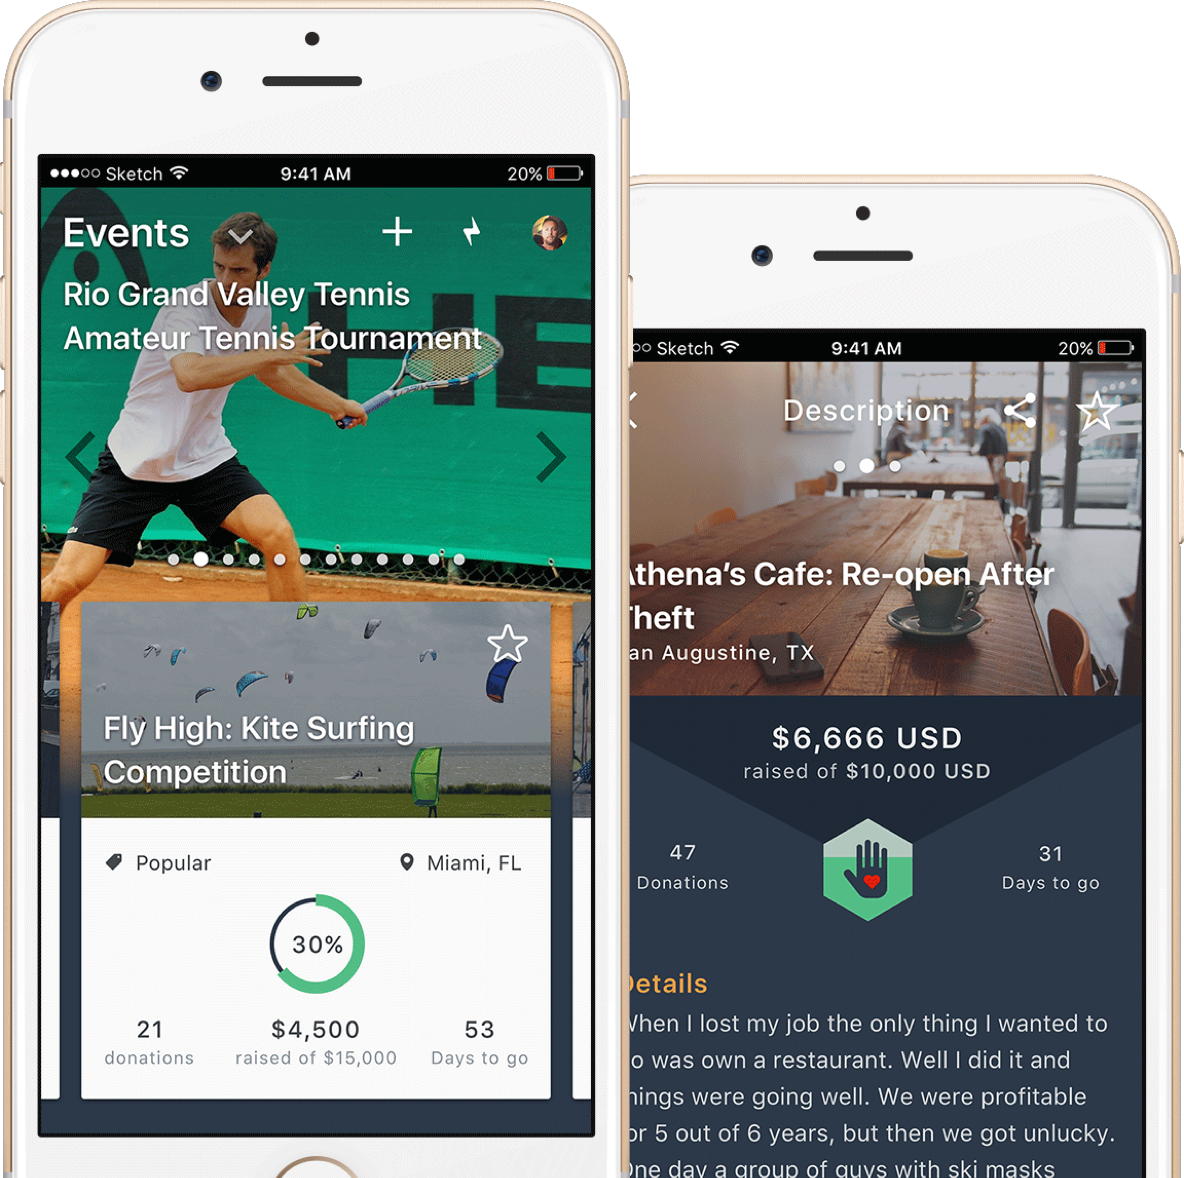 Sketch 9:41 AM 20%
Events
Rio Grand Valley Tennis
Amateur Tennis Tournament
HE
Fly High: Kite Surfing
Competition
Popular Miami, FL
30%
21 $4,500 53
donations raised of $15,000 Days to go
Sketch 9:41 AM 20%
Description
Athena's Cafe: Re-open After
Theft
an Augustine, TX
$6,666 USD
raised of $10,000 USD
47 31
Donations Days to go
Details
When I lost my job the only thing I wanted to
o was own a restaurant. Well I did it and
hings were going well. We were profitable
or 5 out of 6 years, but then we got unlucky.
One day a group of guys with ski masks